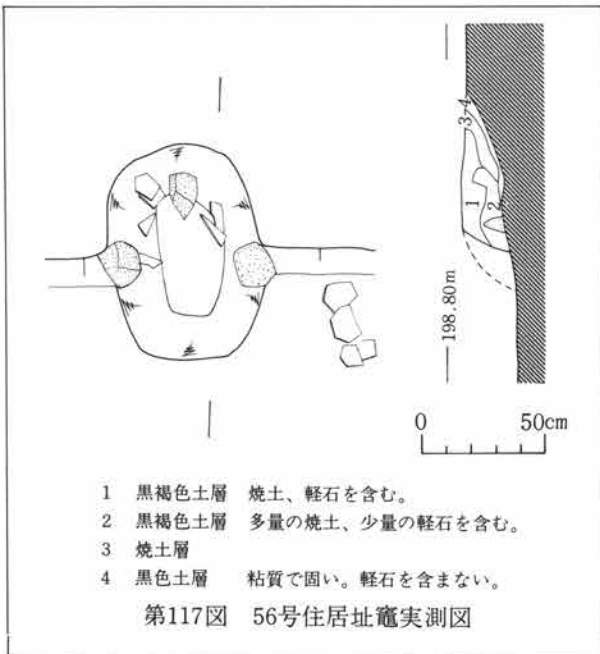 3 4
1
2
198.80m
0 50cm
1 黒褐色土層 焼土、軽石を含む。
2 黒褐色土層 多量の焼土、少量の軽石を含む。
3 焼土層
4 黒色土層 粘質で固い。軽石を含まない。
第117図 56号住居址竈実測図